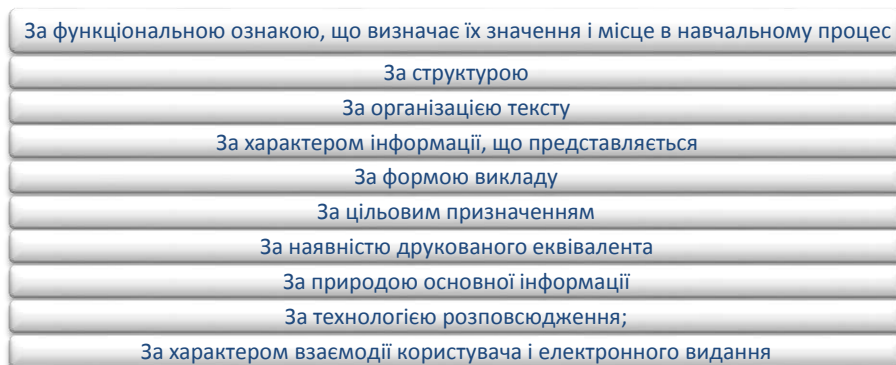 За функціональною ознакою, що визначає їх значення і місце в навчальному процес
За структурою
За організацією тексту
За характером інформації, що представляється
За формою викладу
За цільовим призначенням
За наявністю друкованого еквівалента
За природою основної інформації
За технологією розповсюдження;
За характером взаємодії користувача і електронного видання